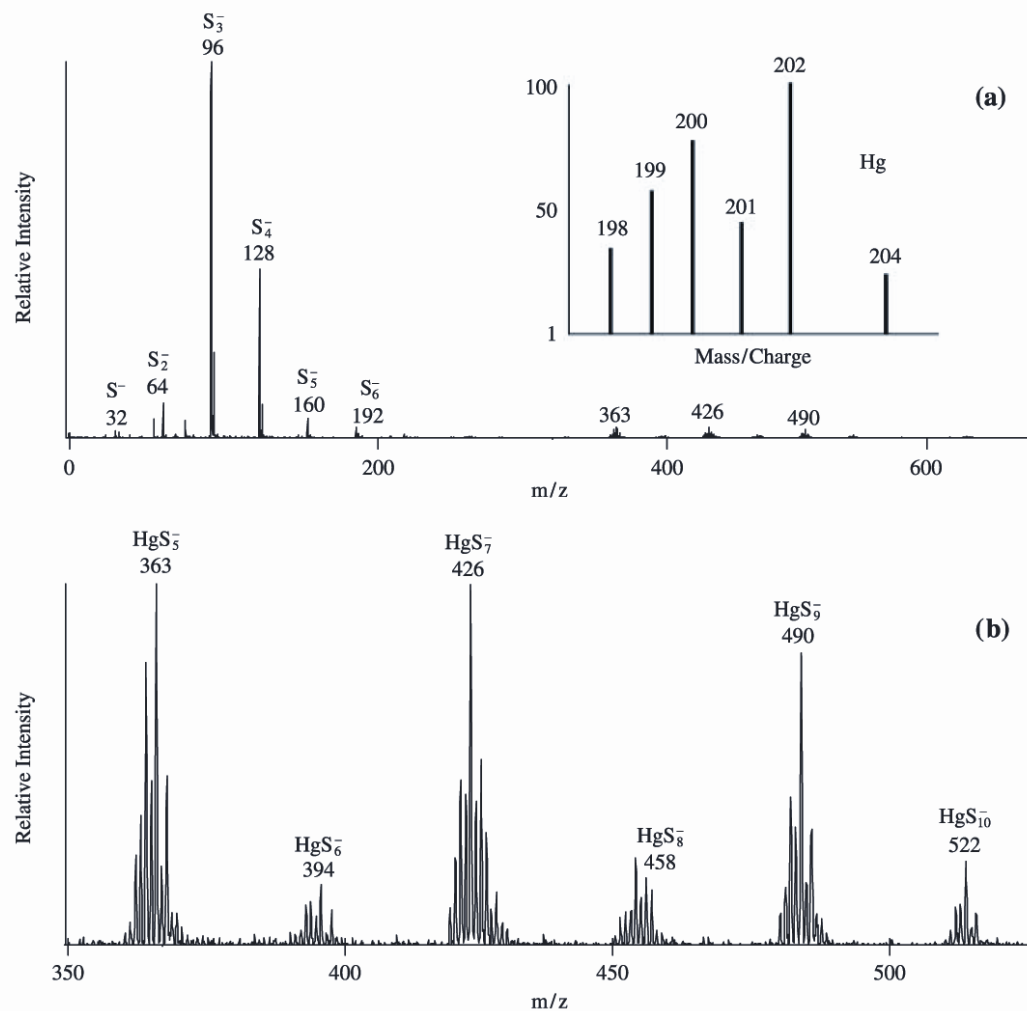 S₃⁻
96
Relative Intensity
S₄⁻
128
S₂⁻
64
S⁻
32
S₅⁻
160
S₆⁻
192
363
426
490
0
200
400
600
m/z
(a)
100
50
1
198
199
200
201
202
204
Hg
Mass/Charge
HgS₅⁻
363
HgS₇⁻
426
HgS₉⁻
490
(b)
Relative Intensity
HgS₆⁻
394
HgS₈⁻
458
HgS₁₀⁻
522
350
400
450
500
m/z